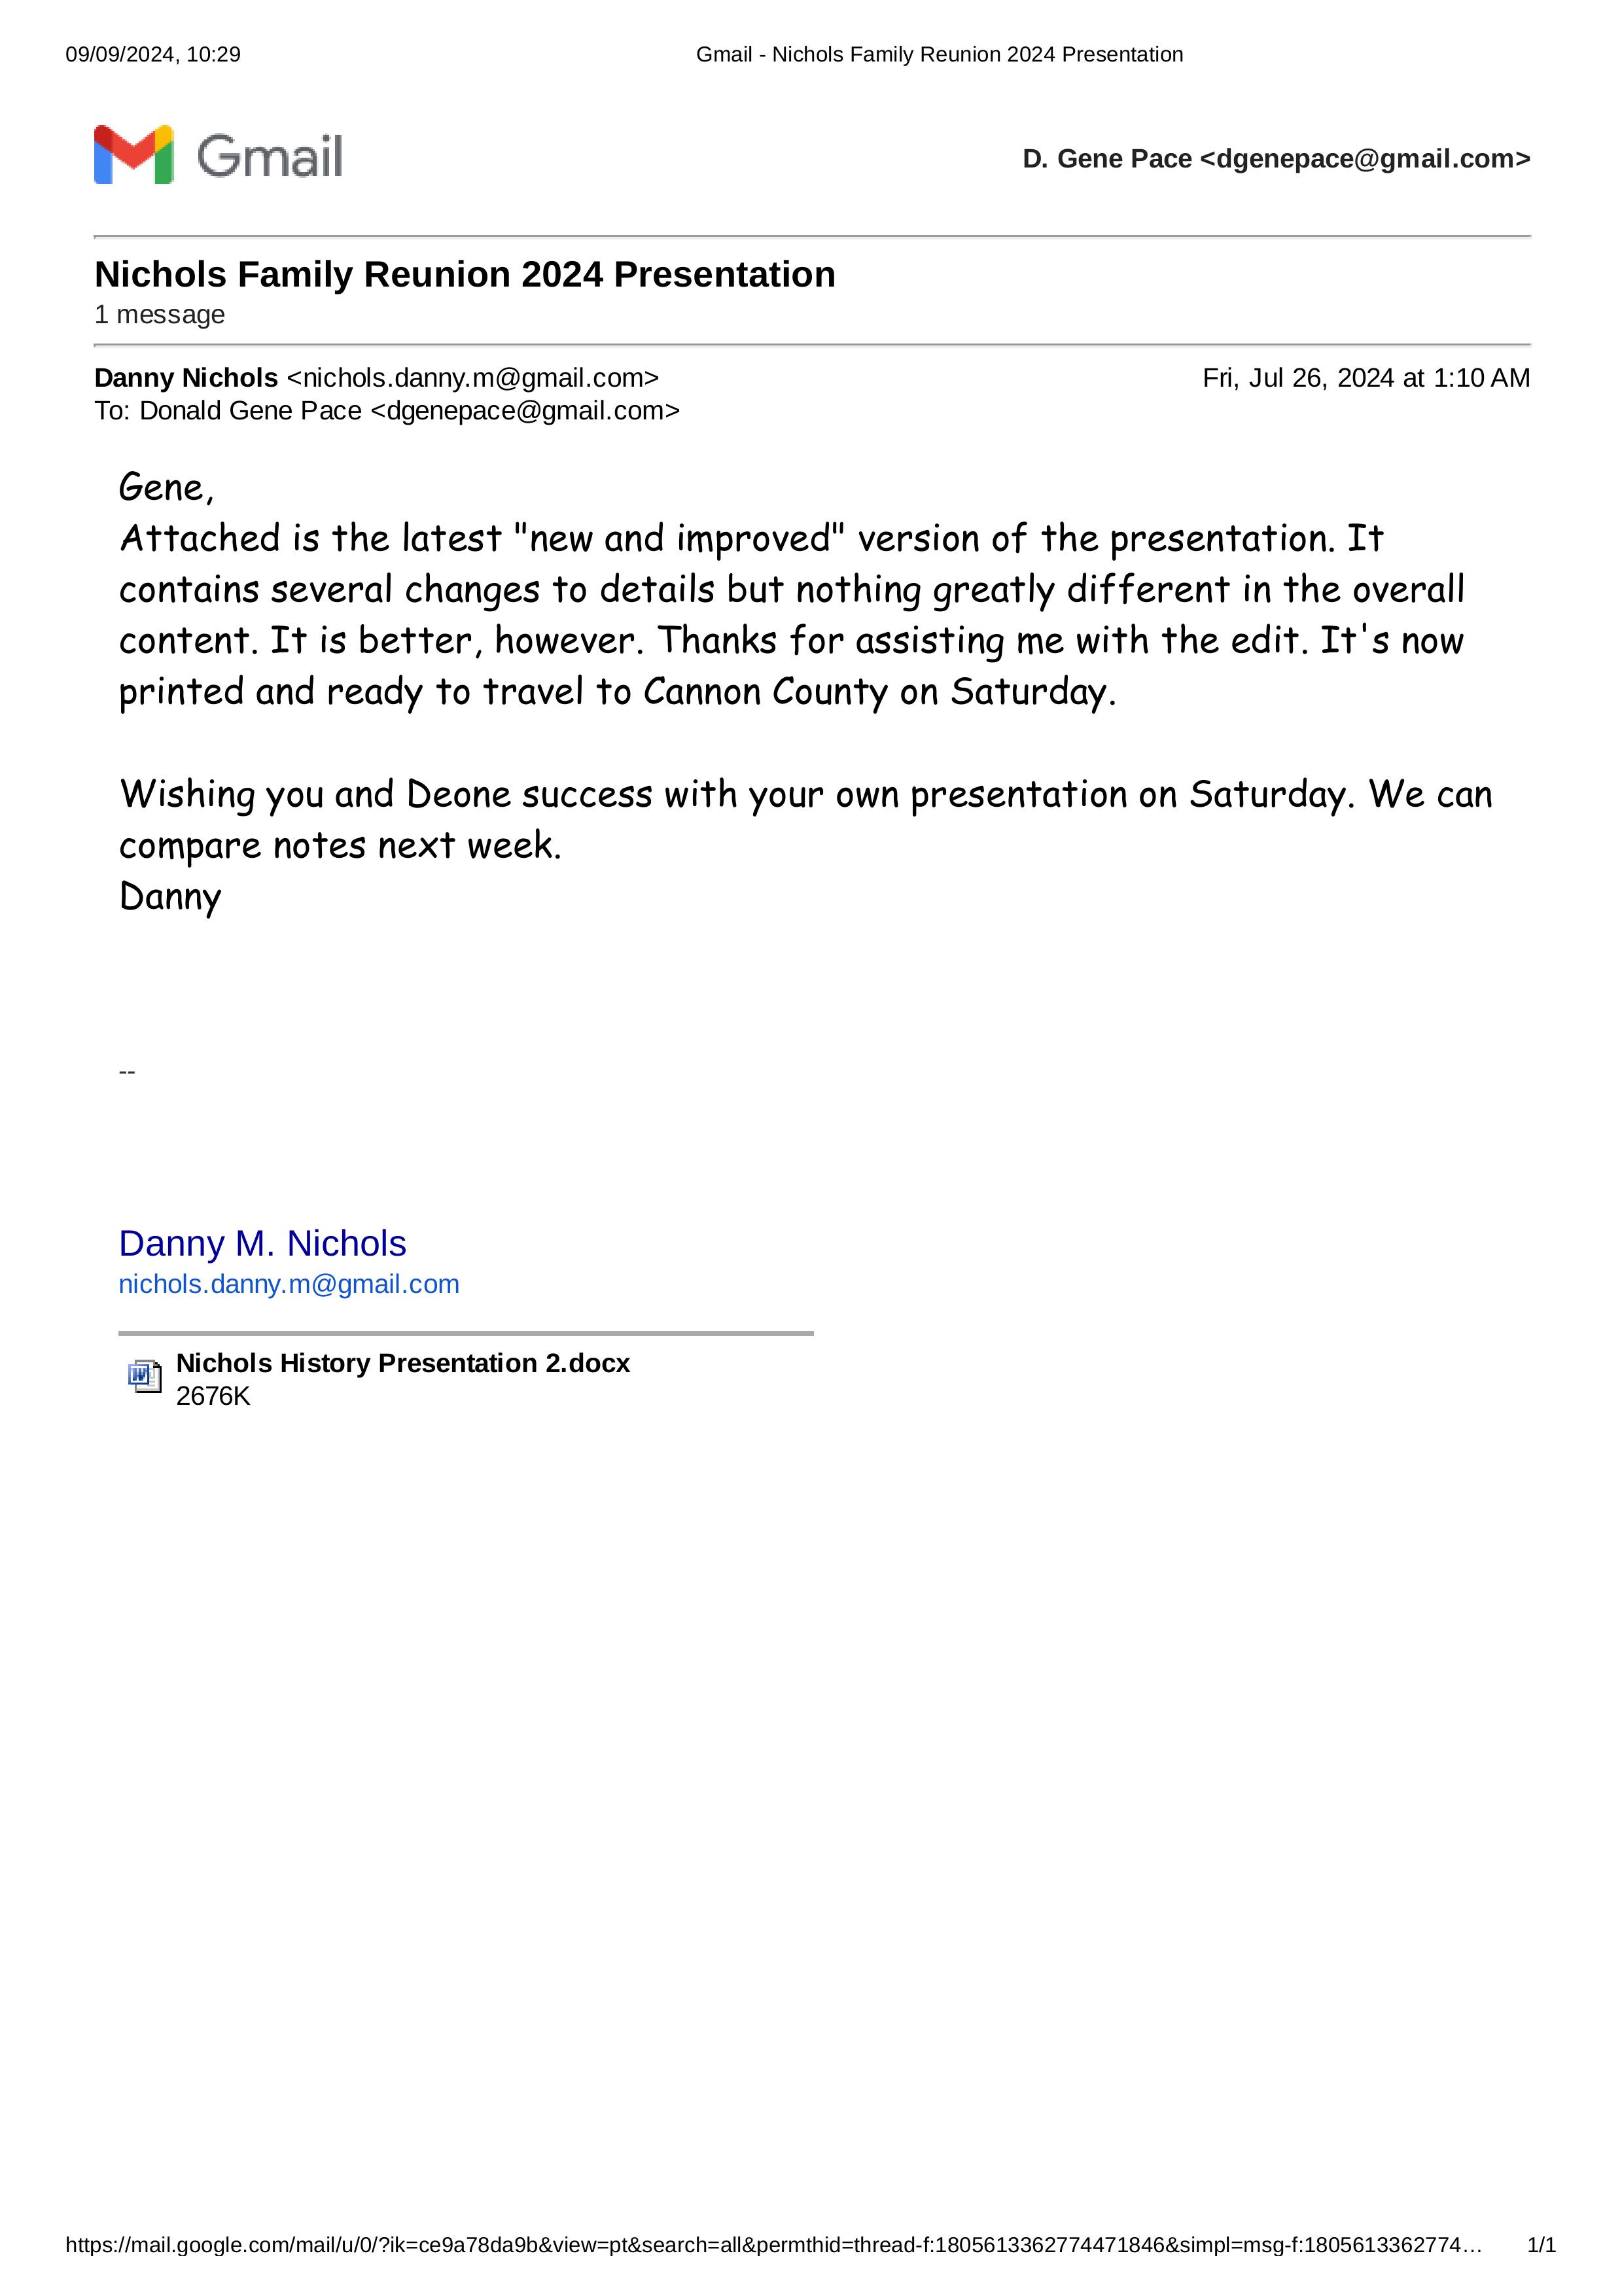 09/09/2024, 10:29 Gmail - Nichols Family Reunion 2024 Presentation
Gmail D. Gene Pace <dgenepace@gmail.com>
Nichols Family Reunion 2024 Presentation
1 message
Danny Nichols <nichols.danny.m@gmail.com> Fri, Jul 26, 2024 at 1:10 AM
To: Donald Gene Pace <dgenepace@gmail.com>
Gene,
Attached is the latest "new and improved" version of the presentation. It
contains several changes to details but nothing greatly different in the overall
content. It is better, however. Thanks for assisting me with the edit. It's now
printed and ready to travel to Cannon County on Saturday.
Wishing you and Deone success with your own presentation on Saturday. We can
compare notes next week.
Danny
--
Danny M. Nichols
nichols.danny.m@gmail.com
Nichols History Presentation 2.docx
2676K
https://mail.google.com/mail/u/0/?ik=ce9a78da9b&view=pt&search=all&permthid=thread-f:1805613362774471846&simpl=msg-f:1805613362774… 1/1